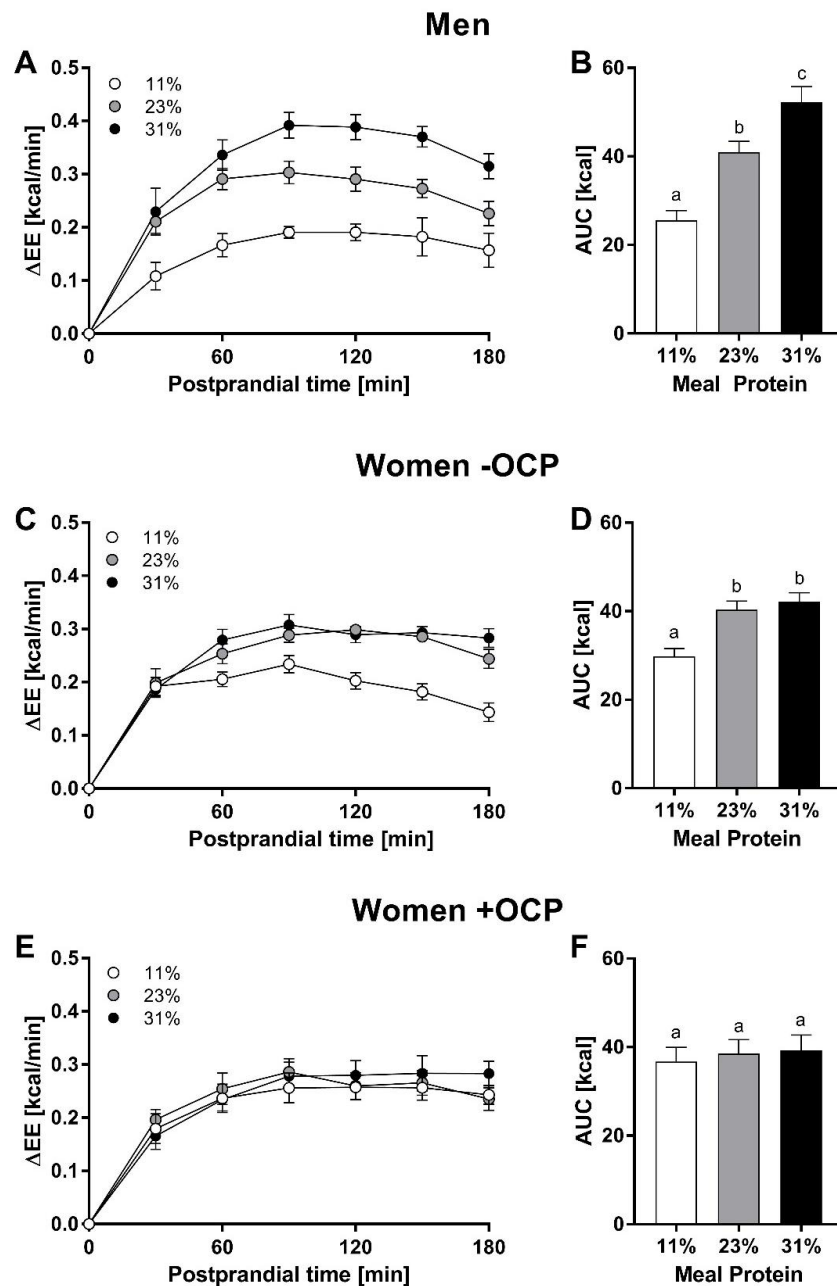 Men
A
0.5
0.4
0.3
0.2
0.1
0.0
ΔEE [kcal/min]
11%
23%
31%
0 60 120 180
Postprandial time [min]
B
60
40
20
0
AUC [kcal]
a b c
11% 23% 31%
Meal Protein
Women -OCP
C
0.5
0.4
0.3
0.2
0.1
0.0
ΔEE [kcal/min]
11%
23%
31%
0 60 120 180
Postprandial time [min]
D
60
40
20
0
AUC [kcal]
a b b
11% 23% 31%
Meal Protein
Women +OCP
E
0.5
0.4
0.3
0.2
0.1
0.0
ΔEE [kcal/min]
11%
23%
31%
0 60 120 180
Postprandial time [min]
F
60
40
20
0
AUC [kcal]
a a a
11% 23% 31%
Meal Protein